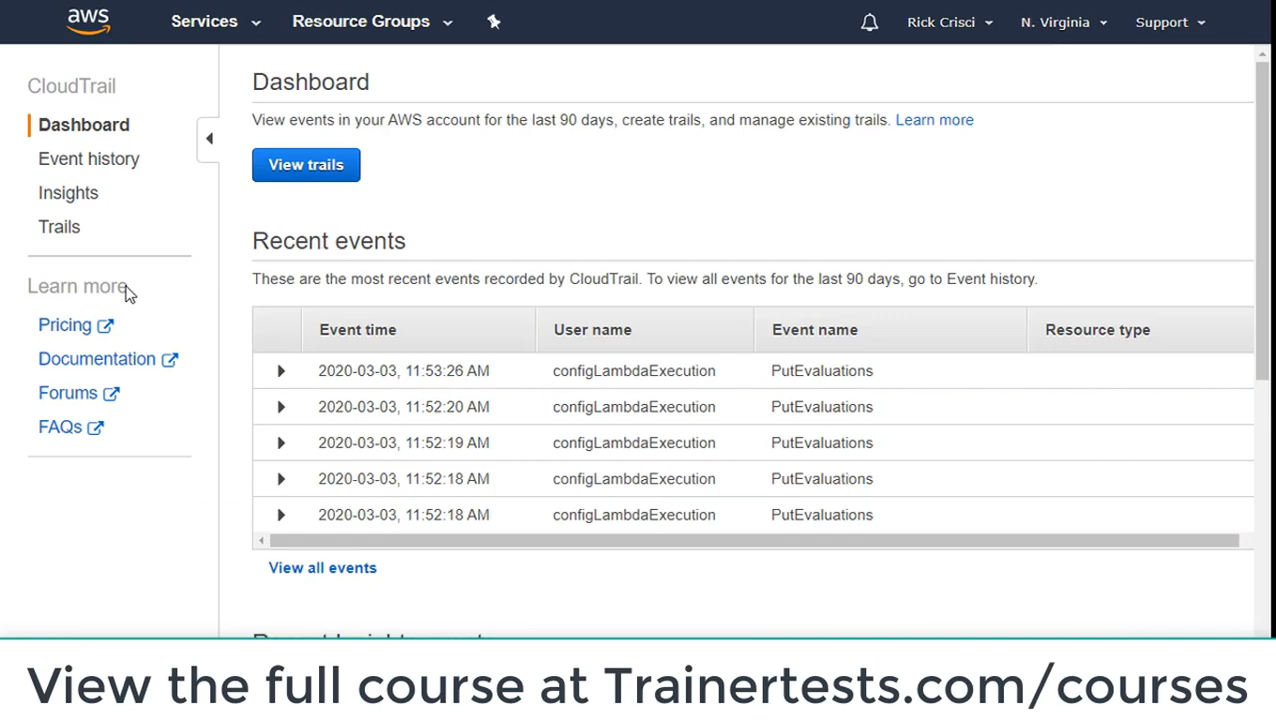 aws Services Resource Groups Rick Crisci N. Virginia Support
CloudTrail
Dashboard
Event history
Insights
Trails
Learn more
Pricing
Documentation
Forums
FAQs
Dashboard
View events in your AWS account for the last 90 days, create trails, and manage existing trails. Learn more
View trails
Recent events
These are the most recent events recorded by CloudTrail. To view all events for the last 90 days, go to Event history.
Event time User name Event name Resource type
2020-03-03, 11:53:26 AM configLambdaExecution PutEvaluations
2020-03-03, 11:52:20 AM configLambdaExecution PutEvaluations
2020-03-03, 11:52:19 AM configLambdaExecution PutEvaluations
2020-03-03, 11:52:18 AM configLambdaExecution PutEvaluations
2020-03-03, 11:52:18 AM configLambdaExecution PutEvaluations
View all events
View the full course at Trainertests.com/courses